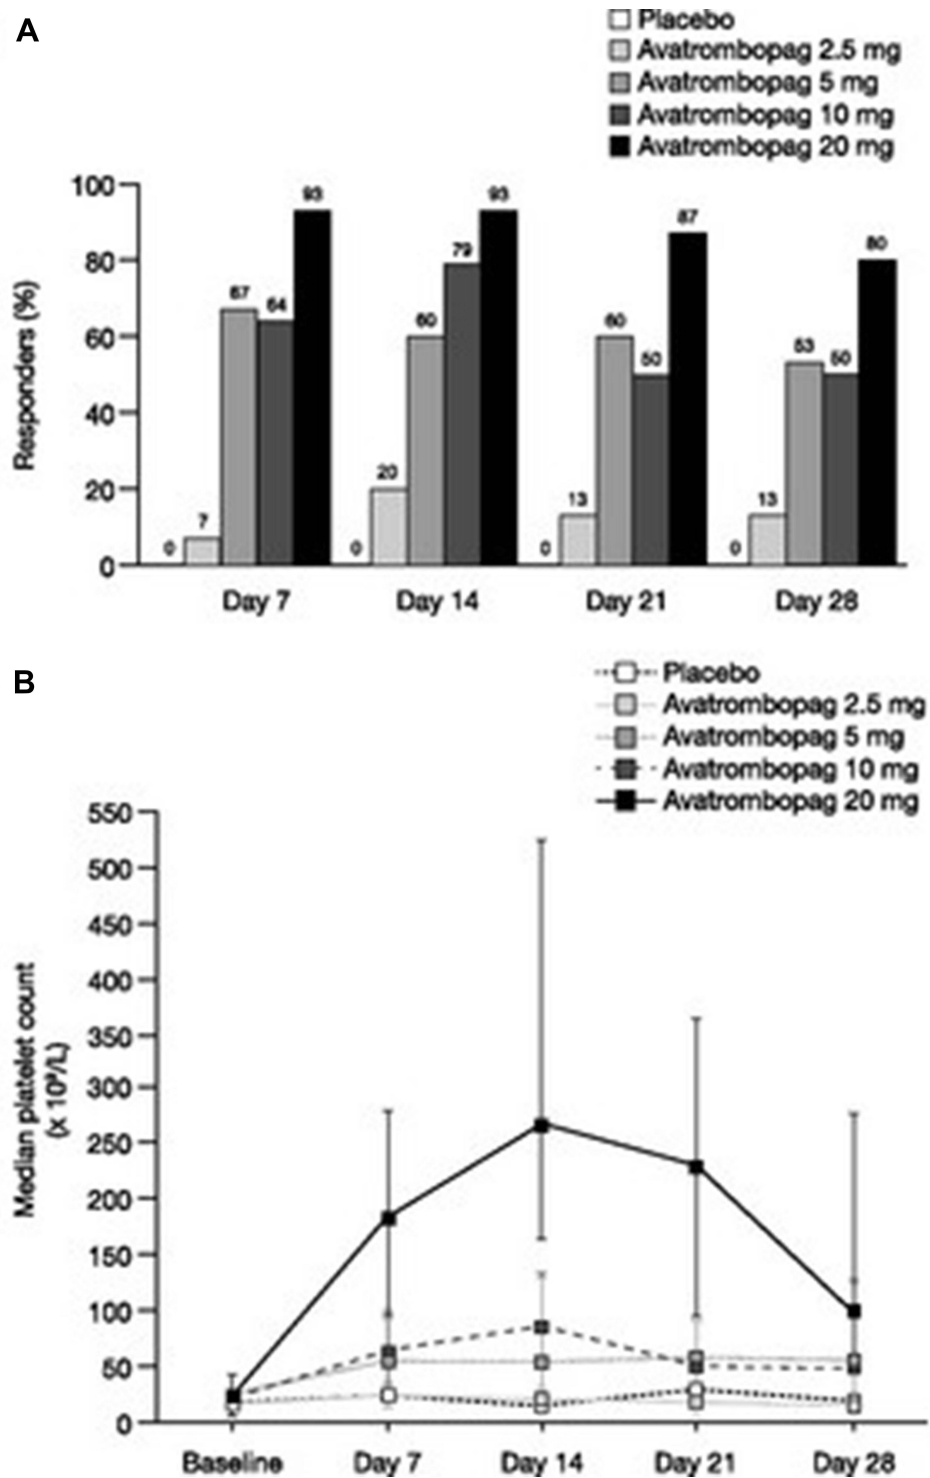 A
Placebo
Avatrombopag 2.5 mg
Avatrombopag 5 mg
Avatrombopag 10 mg
Avatrombopag 20 mg
Responders (%)
100
80
60
40
20
0
0 7 67 64 93
0 20 60 79 93
0 13 60 50 87
0 13 53 50 80
Day 7 Day 14 Day 21 Day 28
B
Placebo
Avatrombopag 2.5 mg
Avatrombopag 5 mg
Avatrombopag 10 mg
Avatrombopag 20 mg
Median platelet count
(x 10⁹/L)
550
500
450
400
350
300
250
200
150
100
50
0
Baseline Day 7 Day 14 Day 21 Day 28